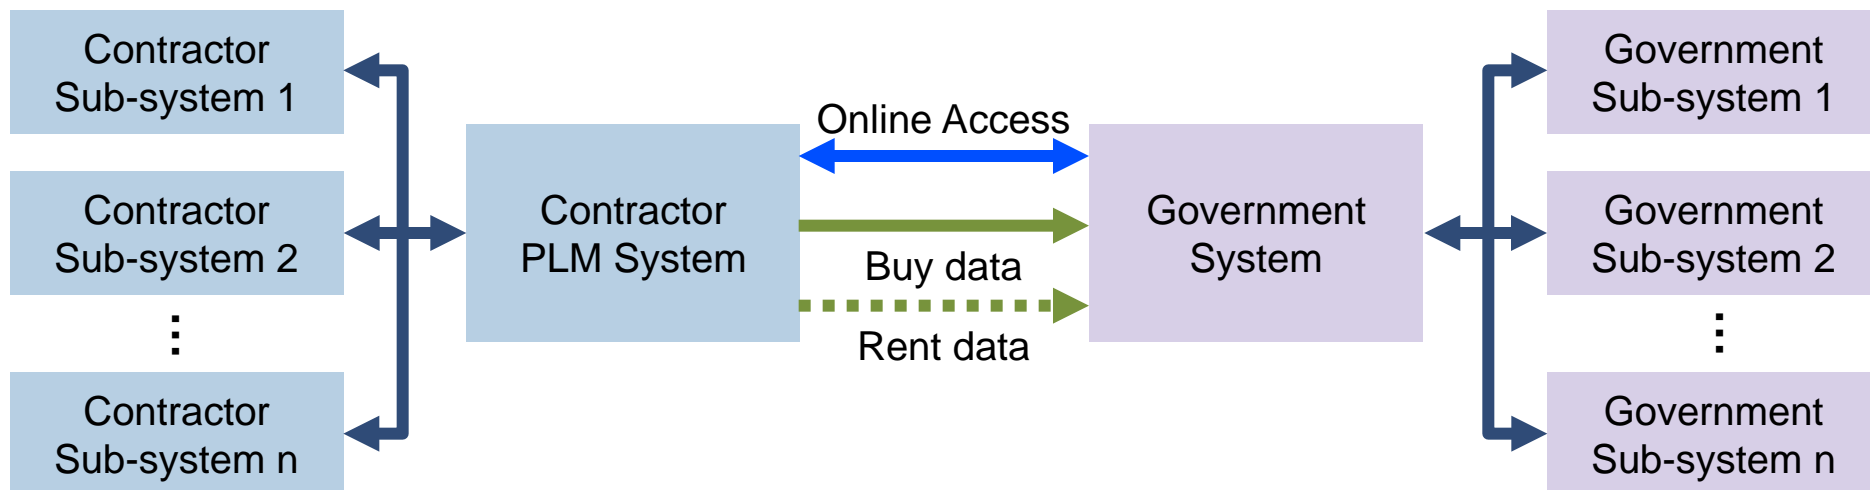 Contractor
Sub-system 1
Contractor
Sub-system 2
Contractor
Sub-system n
Contractor
PLM System
Online Access
Buy data
Rent data
Government
System
Government
Sub-system 1
Government
Sub-system 2
Government
Sub-system n